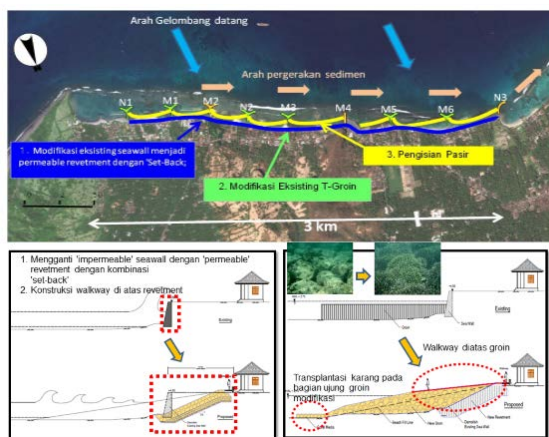 Arah Gelombang datang
Arah pergerakan sedimen
N1 M1 M2 N2 M3 M4 M5 M6 N3
1. Modifikasi eksisting seawall menjadi
permeable revetment dengan 'Set-Back;
2. Modifikasi Eksisting T-Groin
3. Pengisian Pasir
3 km
1. Mengganti 'impermeable' seawall dengan 'permeable'
revetment dengan kombinasi
'set-back'
2. Konstruksi walkway di atas revetment
Existing
Proposed
Existing
Walkway diatas groin
Transplantasi karang pada
bagian ujung groin
modifikasi
Proposed